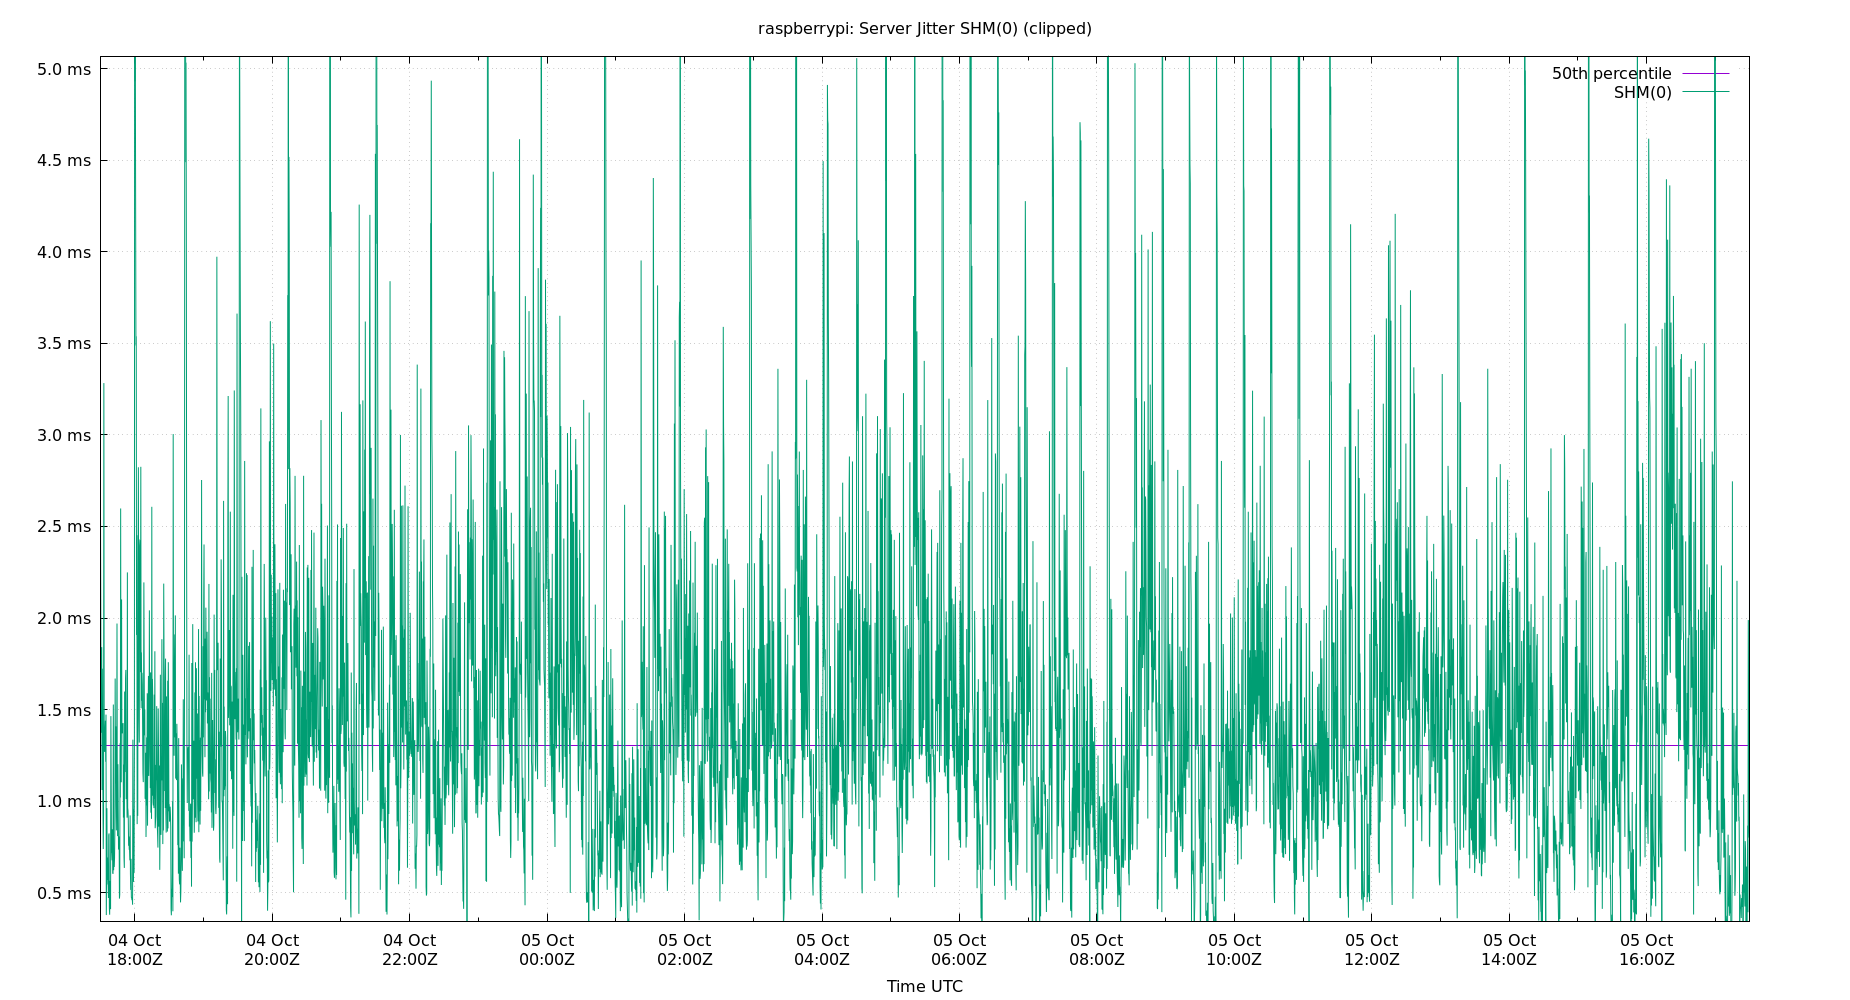 raspberrypi: Server Jitter SHM(0) (clipped)
50th percentile
SHM(0)
5.0 ms
4.5 ms
4.0 ms
3.5 ms
3.0 ms
2.5 ms
2.0 ms
1.5 ms
1.0 ms
0.5 ms
04 Oct 04 Oct 04 Oct 05 Oct 05 Oct 05 Oct 05 Oct 05 Oct 05 Oct 05 Oct 05 Oct 05 Oct
18:00Z 20:00Z 22:00Z 00:00Z 02:00Z 04:00Z 06:00Z 08:00Z 10:00Z 12:00Z 14:00Z 16:00Z
Time UTC